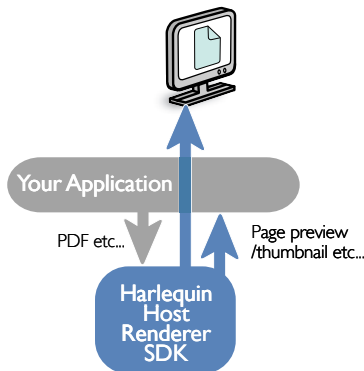 Your Application
PDF etc...
Page preview
/thumbnail etc...
Harlequin
Host
Renderer
SDK